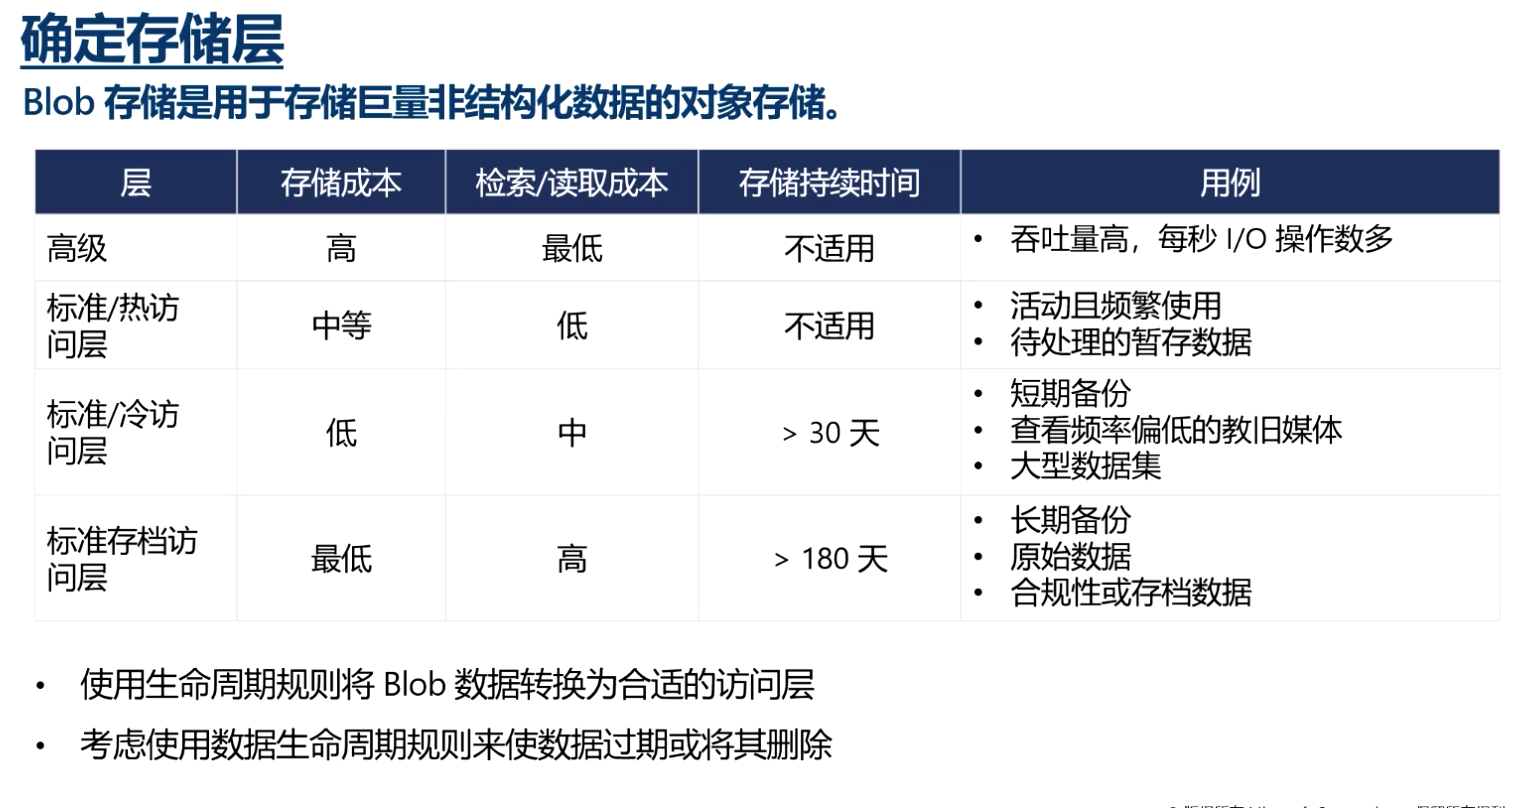 确定存储层
Blob 存储是用于存储巨量非结构化数据的对象存储。
层 存储成本 检索/读取成本 存储持续时间 用例
高级 高 最低 不适用 • 吞吐量高，每秒 I/O 操作数多
标准/热访
问层 中等 低 不适用 • 活动且频繁使用
• 待处理的暂存数据
标准/冷访
问层 低 中 > 30 天 • 短期备份
• 查看频率偏低的教旧媒体
• 大型数据集
标准存档访
问层 最低 高 > 180 天 • 长期备份
• 原始数据
• 合规性或存档数据
• 使用生命周期规则将 Blob 数据转换为合适的访问层
• 考虑使用数据生命周期规则来使数据过期或将其删除